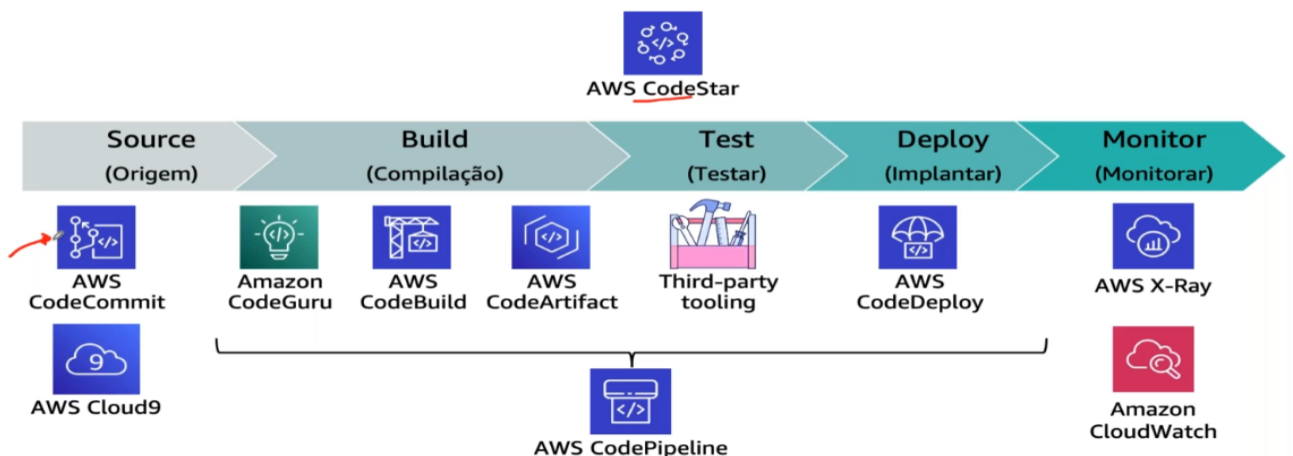 AWS CodeStar
Source
(Origem)
Build
(Compilação)
Test
(Testar)
Deploy
(Implantar)
Monitor
(Monitorar)
AWS
CodeCommit
Amazon
CodeGuru
AWS
CodeBuild
AWS
CodeArtifact
Third-party
tooling
AWS
CodeDeploy
AWS X-Ray
9
AWS Cloud9
AWS CodePipeline
Amazon
CloudWatch